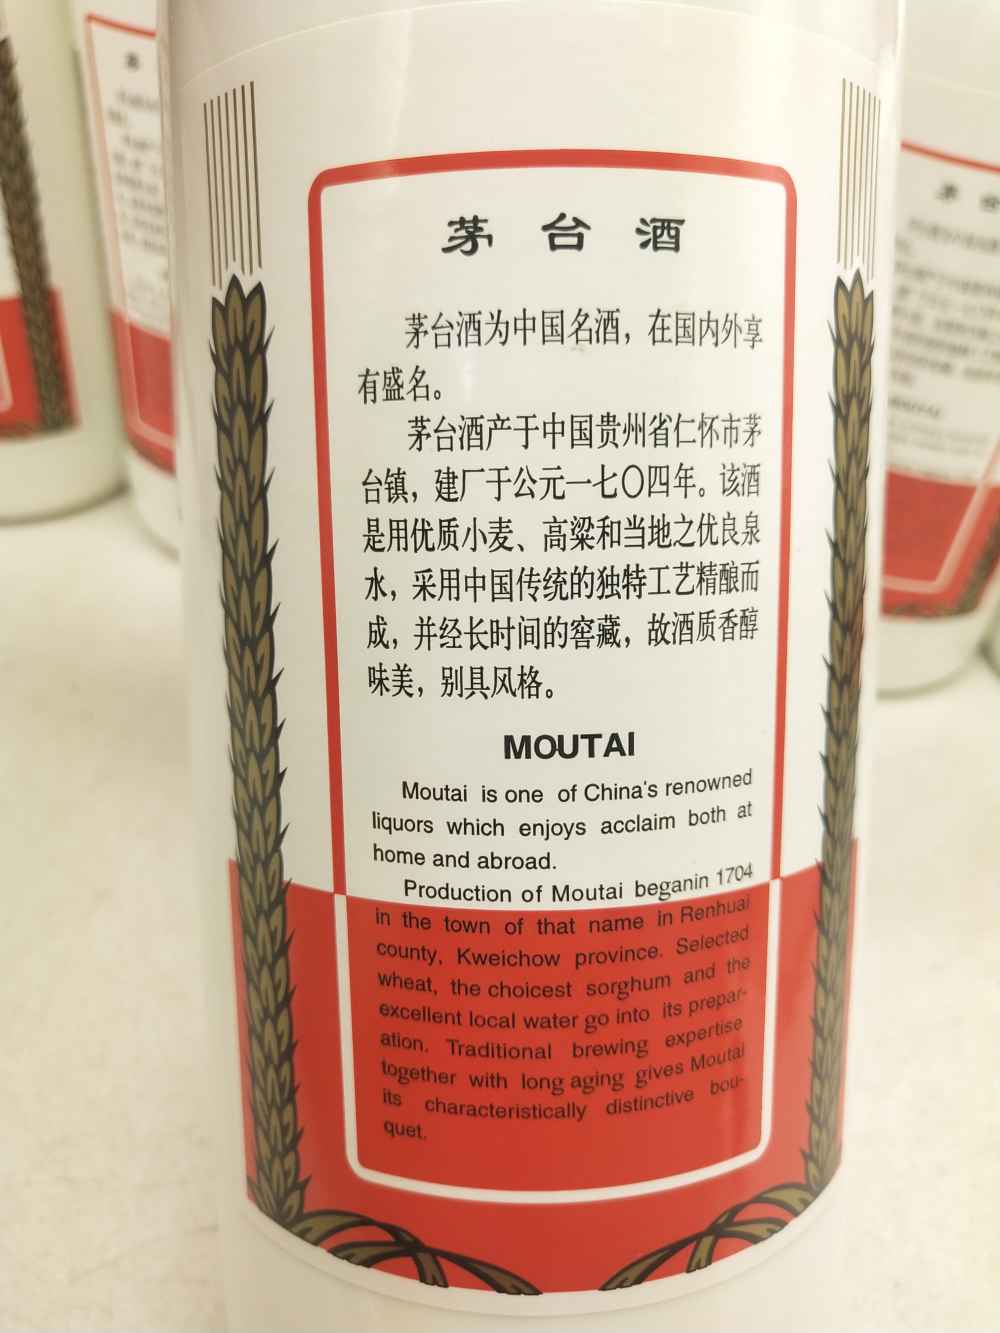 茅台酒
茅台酒为中国名酒，在国内外享
有盛名。
茅台酒产于中国贵州省仁怀市茅
台镇，建厂于公元一七〇四年。该酒
是用优质小麦、高粱和当地之优良泉
水，采用中国传统的独特工艺精酿而
成，并经长时间的窖藏，故酒质香醇
味美，别具风格。
MOUTAI
Moutai is one of China's renowned
liquors which enjoys acclaim both at
home and abroad.
Production of Moutai beganin 1704
in the town of that name in Renhuai
county, Kweichow province. Selected
wheat, the choicest sorghum and the
excellent local water go into its prepar-
ation. Traditional brewing expertise
together with long aging gives Moutai
its characteristically distinctive bou-
quet.